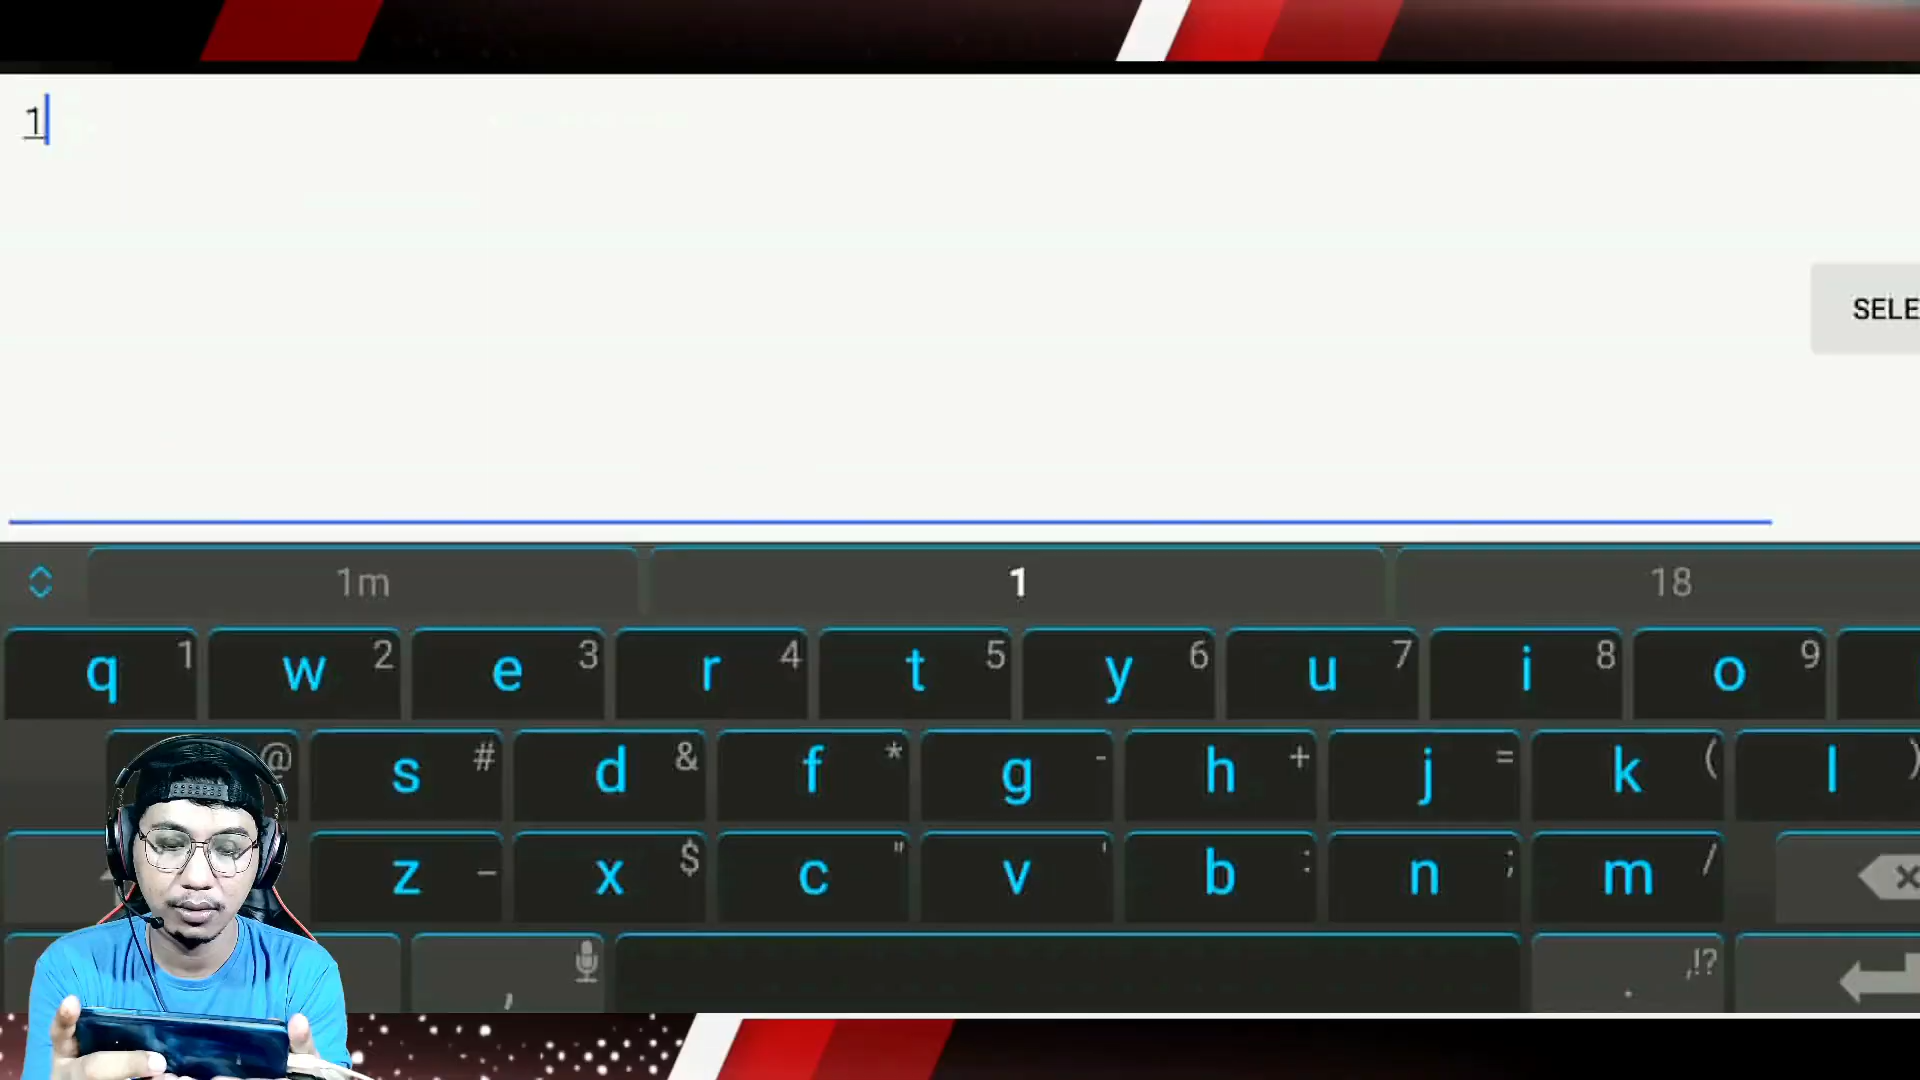 1
SELE
1m 1 18
q 1 w 2 e 3 r 4 t 5 y 6 u 7 i 8 o 9
@ s # d & f * g - h + j = k ( l )
z _ x $ c " v ' b : n ; m /
, . ,!?